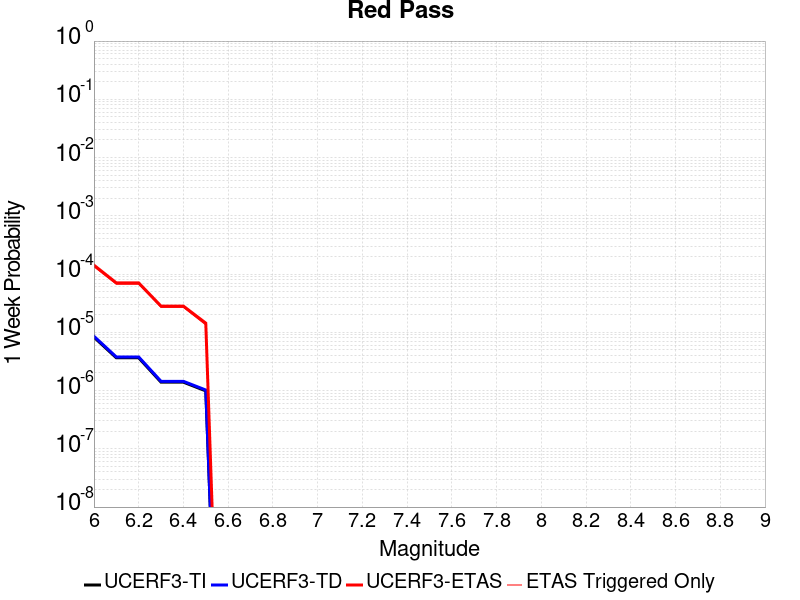 Red Pass
1 Week Probability
10^0
10^-1
10^-2
10^-3
10^-4
10^-5
10^-6
10^-7
10^-8
6 6.2 6.4 6.6 6.8 7 7.2 7.4 7.6 7.8 8 8.2 8.4 8.6 8.8 9
Magnitude
UCERF3-TI UCERF3-TD UCERF3-ETAS ETAS Triggered Only